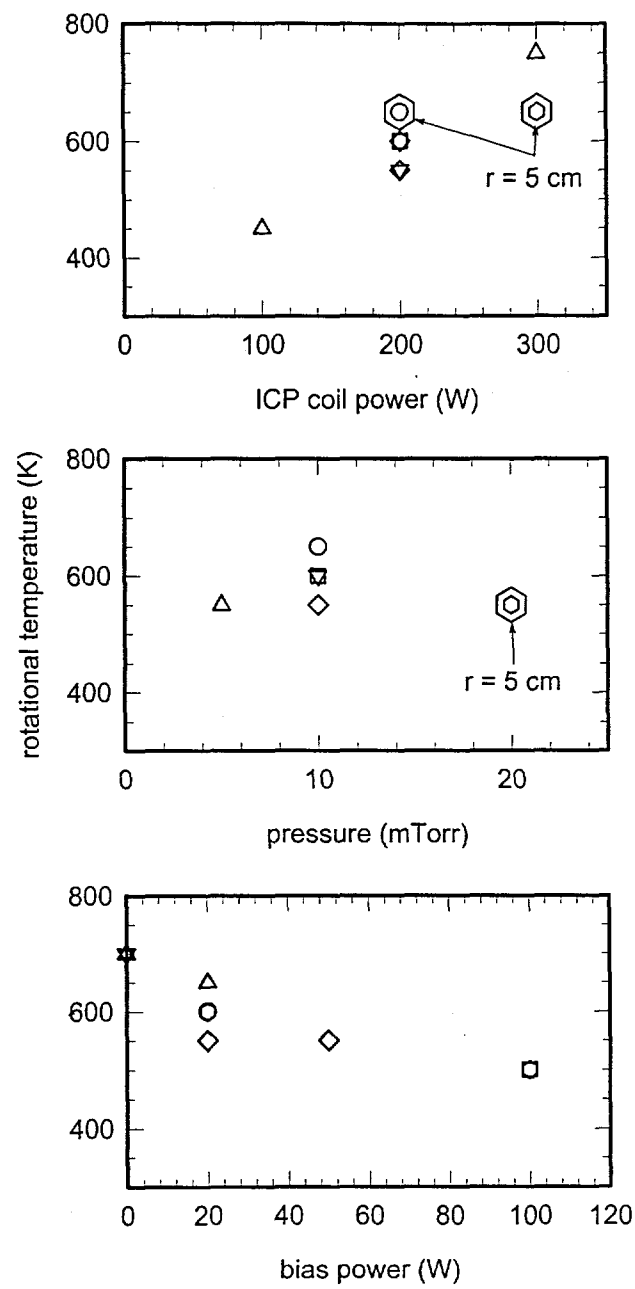 800
600
400
0 100 200 300
r = 5 cm
ICP coil power (W)
rotational temperature (K)
800
600
400
0 10 20
r = 5 cm
pressure (mTorr)
800
600
400
0 20 40 60 80 100 120
bias power (W)